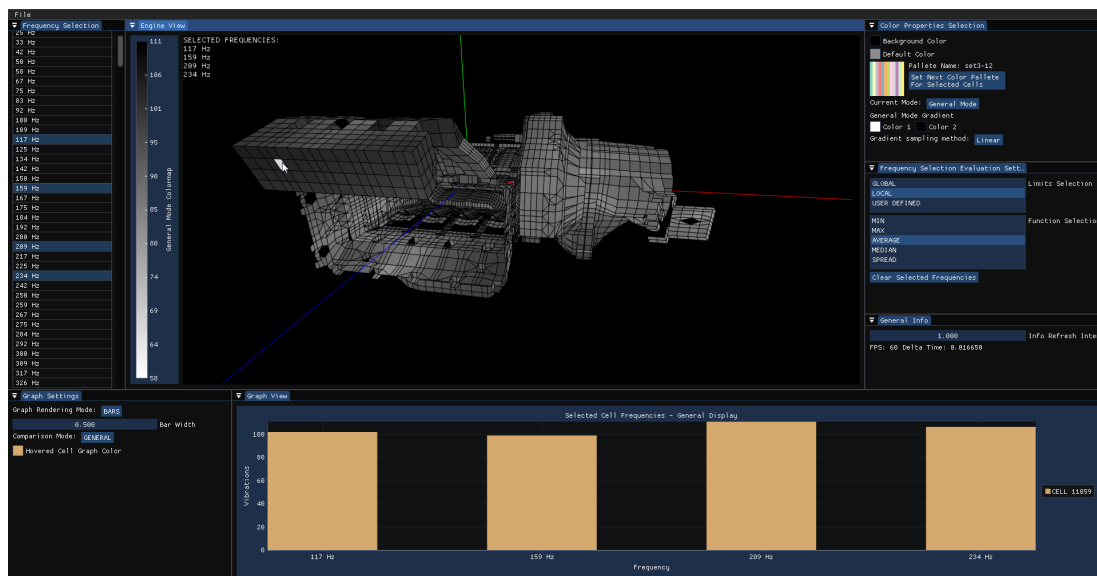 File
Frequency Selection
25 Hz
33 Hz
42 Hz
50 Hz
58 Hz
67 Hz
75 Hz
83 Hz
92 Hz
100 Hz
109 Hz
117 Hz
125 Hz
134 Hz
142 Hz
150 Hz
159 Hz
167 Hz
175 Hz
184 Hz
192 Hz
200 Hz
209 Hz
217 Hz
225 Hz
234 Hz
242 Hz
250 Hz
259 Hz
267 Hz
275 Hz
284 Hz
292 Hz
300 Hz
309 Hz
317 Hz
326 Hz
Engine View
111
106
101
95
90
85
80
74
69
64
58
General Mode Colormap
SELECTED FREQUENCIES:
117 Hz
159 Hz
209 Hz
234 Hz
Color Properties Selection
Background Color
Default Color
Pallete Name: set3-12
Set Next Color Pallete
For Selected Cells
Current Mode: General Mode
General Mode Gradient
Color 1 Color 2
Gradient sampling method: Linear
Frequency Selection Evaluation Sett.
GLOBAL
LOCAL
USER DEFINED
Limits Selection
MIN
MAX
AVERAGE
MEDIAN
SPREAD
Function Selectio
Clear Selected Frequencies
General Info
1.000 Info Refresh Inte
FPS: 60 Delta Time:
Graph Settings
Graph Rendering Mode: BARS
0.500 Bar Width
Comparison Mode: GENERAL
Hovered Cell Graph Color
Graph View
Selected Cell Frequencies - General Display
Vibrations
100
80
60
40
20
0
117 Hz
159 Hz
209 Hz
234 Hz
Frequency
CELL